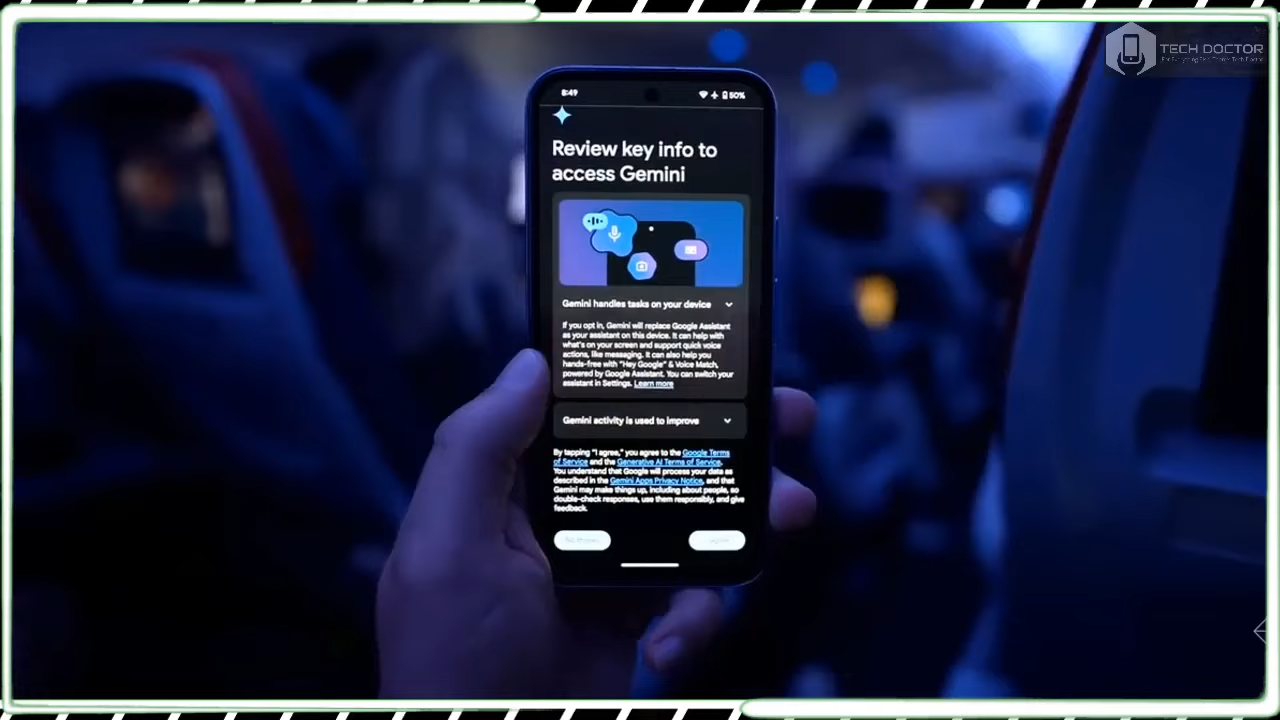 TECH DOCTOR
8:49
50%
Review key info to
access Gemini
Gemini handles tasks on your device
If you opt in, Gemini will replace Google Assistant
as your assistant on this device. It can help with
what's on your screen and support quick voice
actions, like messaging. It can also help you
hands-free with "Hey Google" & Voice Match,
powered by Google Assistant. You can switch your
assistant in Settings. Learn more
Gemini activity is used to improve
By tapping "I agree," you agree to the Google Terms
of Service and the Generative AI Terms of Service.
You understand that Google will process your data as
described in the Gemini Apps Privacy Notice, and that
Gemini may make things up, including about people, so
double-check responses, use them responsibly, and give
feedback.